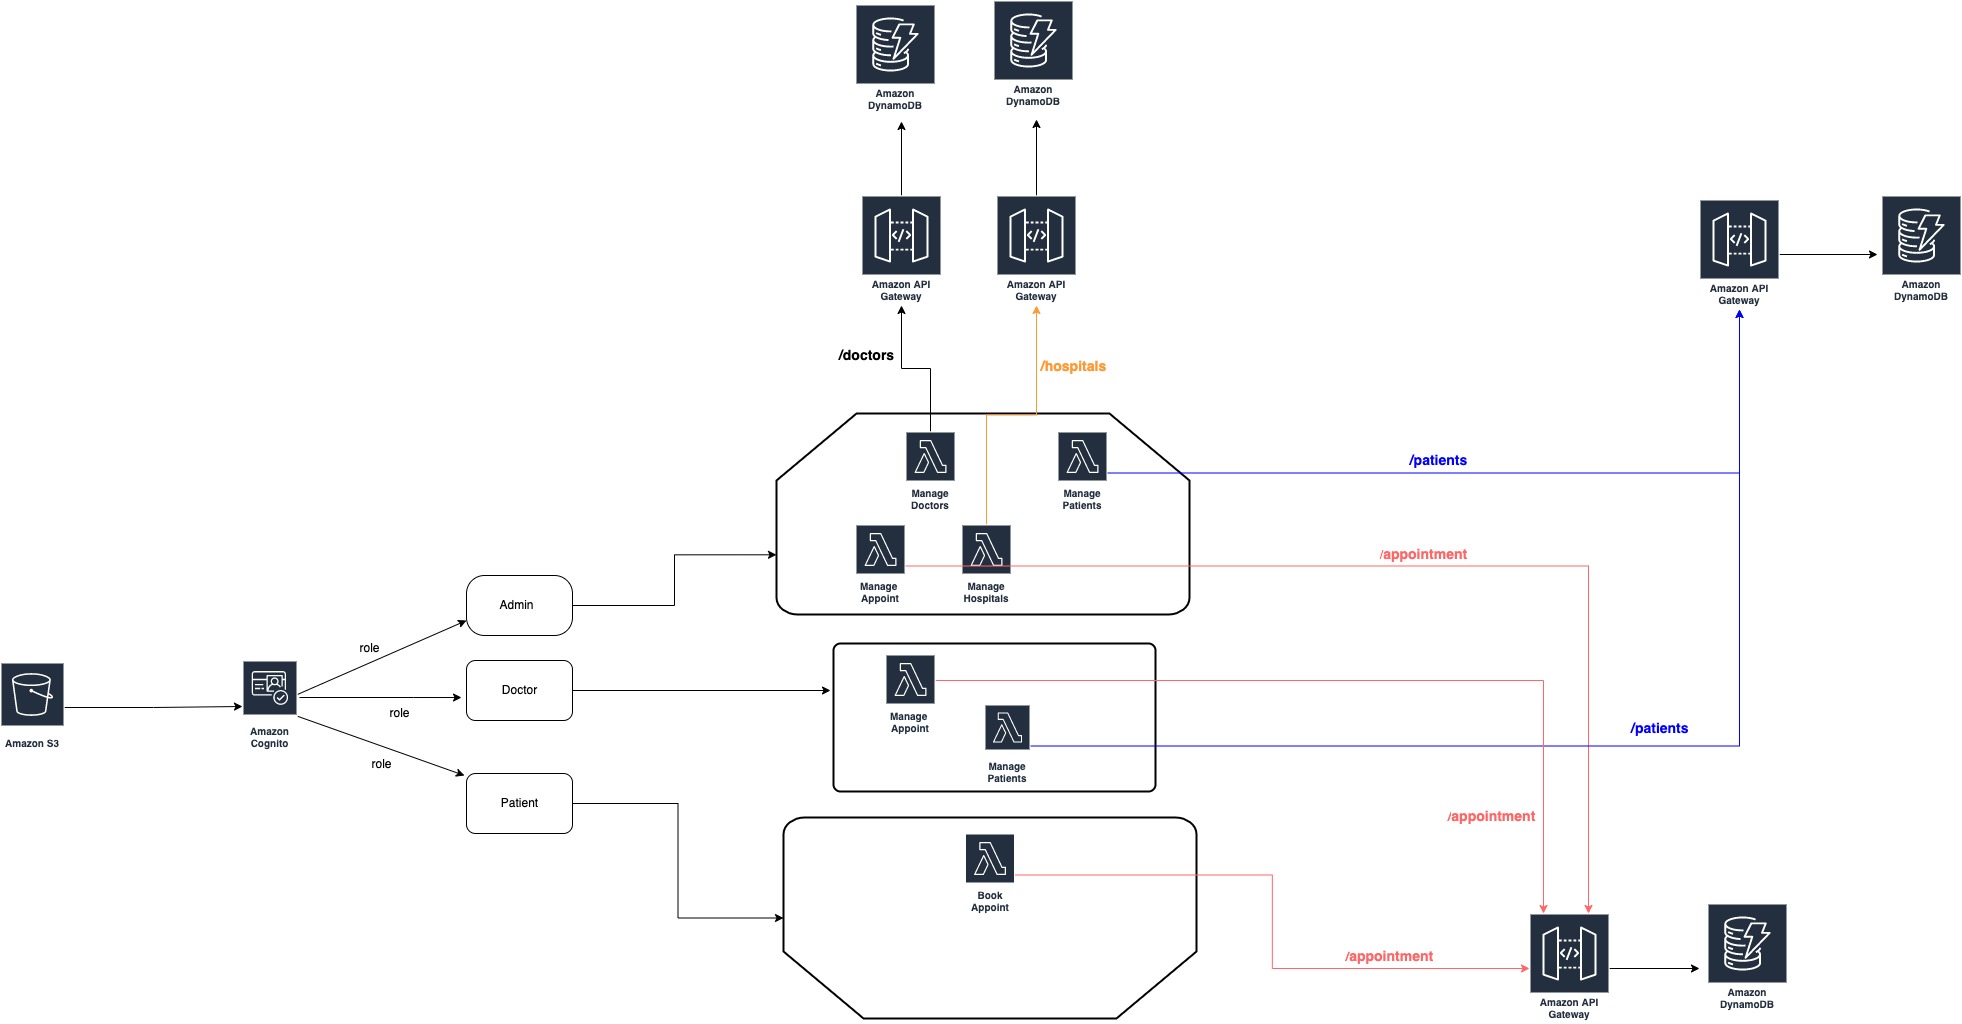 Amazon
DynamoDB
Amazon
DynamoDB
Amazon API
Gateway
Amazon API
Gateway
Amazon API
Gateway
Amazon
DynamoDB
/doctors
/hospitals
/patients
Manage
Doctors
Manage
Patients
/appointment
Manage
Appoint
Manage
Hospitals
Admin
role
Doctor
role
Amazon S3
Amazon
Cognito
role
Patient
Manage
Appoint
/patients
Manage
Patients
/appointment
Book
Appoint
/appointment
Amazon API
Gateway
Amazon
DynamoDB